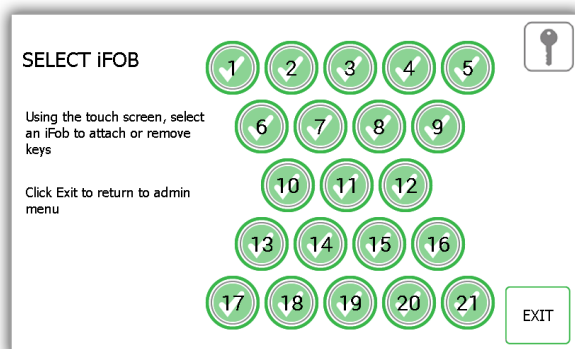 SELECT iFOB
Using the touch screen, select
an iFob to attach or remove
keys
Click Exit to return to admin
menu
1 2 3 4 5
6 7 8 9
10 11 12
13 14 15 16
17 18 19 20 21
EXIT